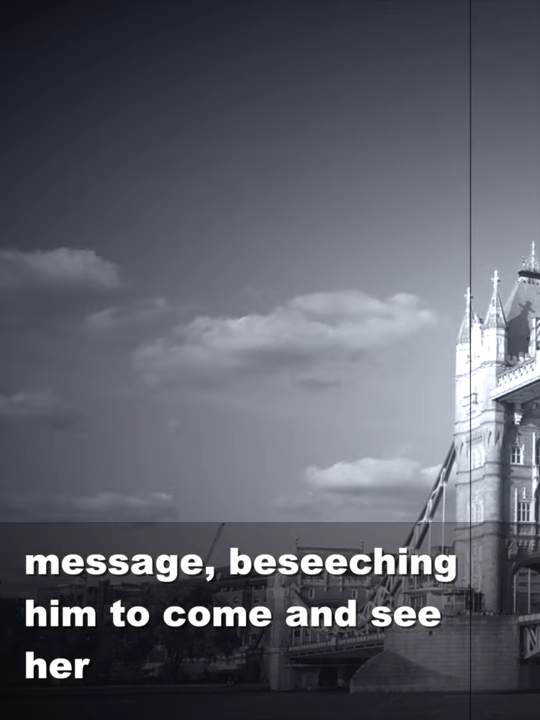 message, beseeching
him to come and see
her